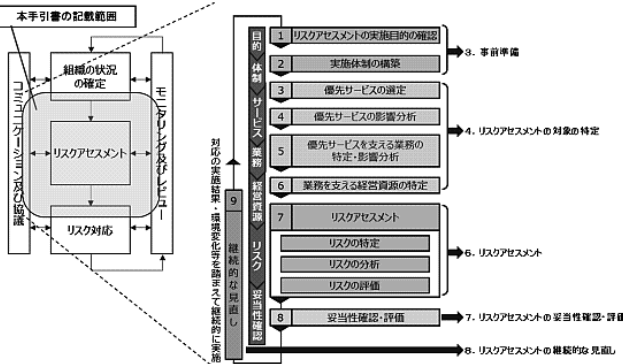 本手引書の記載範囲
組織の状況
の確定
コミュニケーション及び協議
リスクアセスメント
モニタリング及びレビュー
リスク対応
対応の実施結果・環境変化等を踏まえて継続的に実施
9
継続的な見直し
目的
体制
サービス
業務
経営資源
リスク
妥当性確認
1 リスクアセスメントの実施目的の確認
2 実施体制の構築
3. 事前準備
3 優先サービスの選定
4 優先サービスの影響分析
5 優先サービスを支える業務の
特定・影響分析
6 業務を支える経営資源の特定
4. リスクアセスメントの対象の特定
7 リスクアセスメント
リスクの特定
リスクの分析
リスクの評価
6. リスクアセスメント
8 妥当性確認・評価
7. リスクアセスメントの妥当性確認・評価
8. リスクアセスメントの継続的な見直し